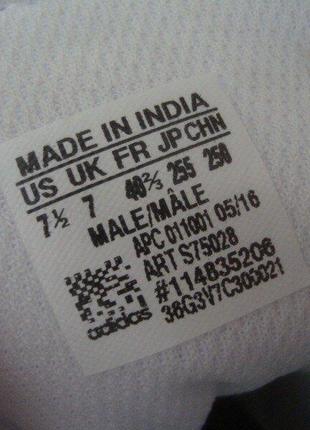 MADE IN INDIA
US UK FR JP CHN
7½ 7 40⅔ 255 250
MALE/MÂLE
APC 011001 05/16
ART S75028
#114835206
36G3V7C305021
adidas